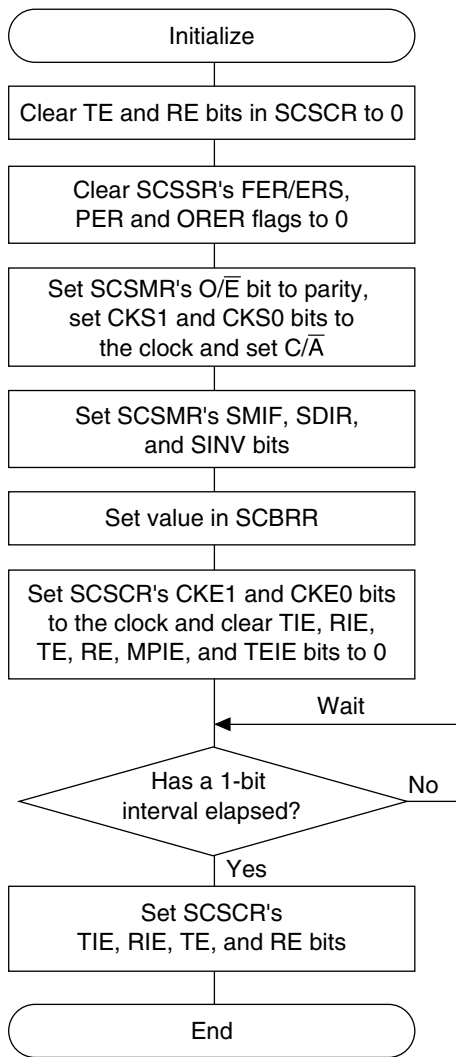 Initialize
Clear TE and RE bits in SCSCR to 0
Clear SCSSR's FER/ERS,
PER and ORER flags to 0
Set SCSMR's O/E̅ bit to parity,
set CKS1 and CKS0 bits to
the clock and set C/A̅
Set SCSMR's SMIF, SDIR,
and SINV bits
Set value in SCBRR
Set SCSCR's CKE1 and CKE0 bits
to the clock and clear TIE, RIE,
TE, RE, MPIE, and TEIE bits to 0
Wait
Has a 1-bit
interval elapsed?
No
Yes
Set SCSCR's
TIE, RIE, TE, and RE bits
End